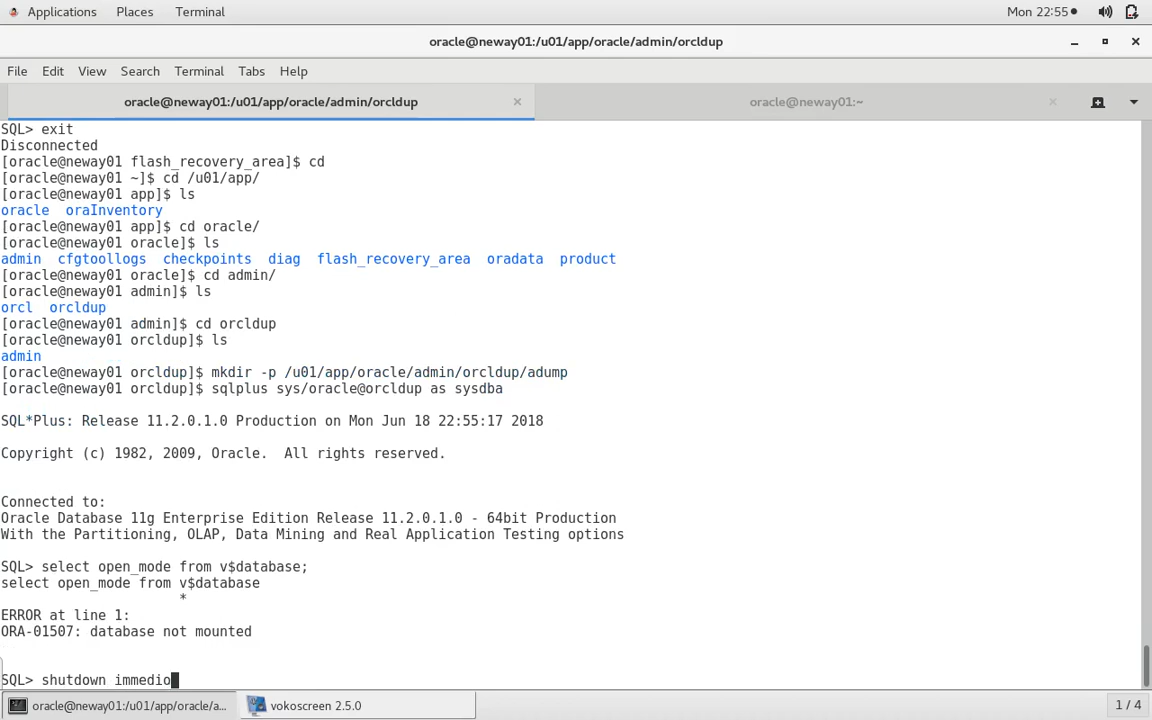 Applications Places Terminal Mon 22:55
oracle@neway01:/u01/app/oracle/admin/orcldup
File Edit View Search Terminal Tabs Help
oracle@neway01:/u01/app/oracle/admin/orcldup oracle@neway01:~
SQL> exit
Disconnected
[oracle@neway01 flash_recovery_area]$ cd
[oracle@neway01 ~]$ cd /u01/app/
[oracle@neway01 app]$ ls
oracle oraInventory
[oracle@neway01 app]$ cd oracle/
[oracle@neway01 oracle]$ ls
admin cfgtoollogs checkpoints diag flash_recovery_area oradata product
[oracle@neway01 oracle]$ cd admin/
[oracle@neway01 admin]$ ls
orcl orcldup
[oracle@neway01 admin]$ cd orcldup
[oracle@neway01 orcldup]$ ls
admin
[oracle@neway01 orcldup]$ mkdir -p /u01/app/oracle/admin/orcldup/adump
[oracle@neway01 orcldup]$ sqlplus sys/oracle@orcldup as sysdba
SQL*Plus: Release 11.2.0.1.0 Production on Mon Jun 18 22:55:17 2018
Copyright (c) 1982, 2009, Oracle. All rights reserved.
Connected to:
Oracle Database 11g Enterprise Edition Release 11.2.0.1.0 - 64bit Production
With the Partitioning, OLAP, Data Mining and Real Application Testing options
SQL> select open_mode from v$database;
select open_mode from v$database
*
ERROR at line 1:
ORA-01507: database not mounted
SQL> shutdown immedio
oracle@neway01:/u01/app/oracle/a... vokoscreen 2.5.0 1 / 4